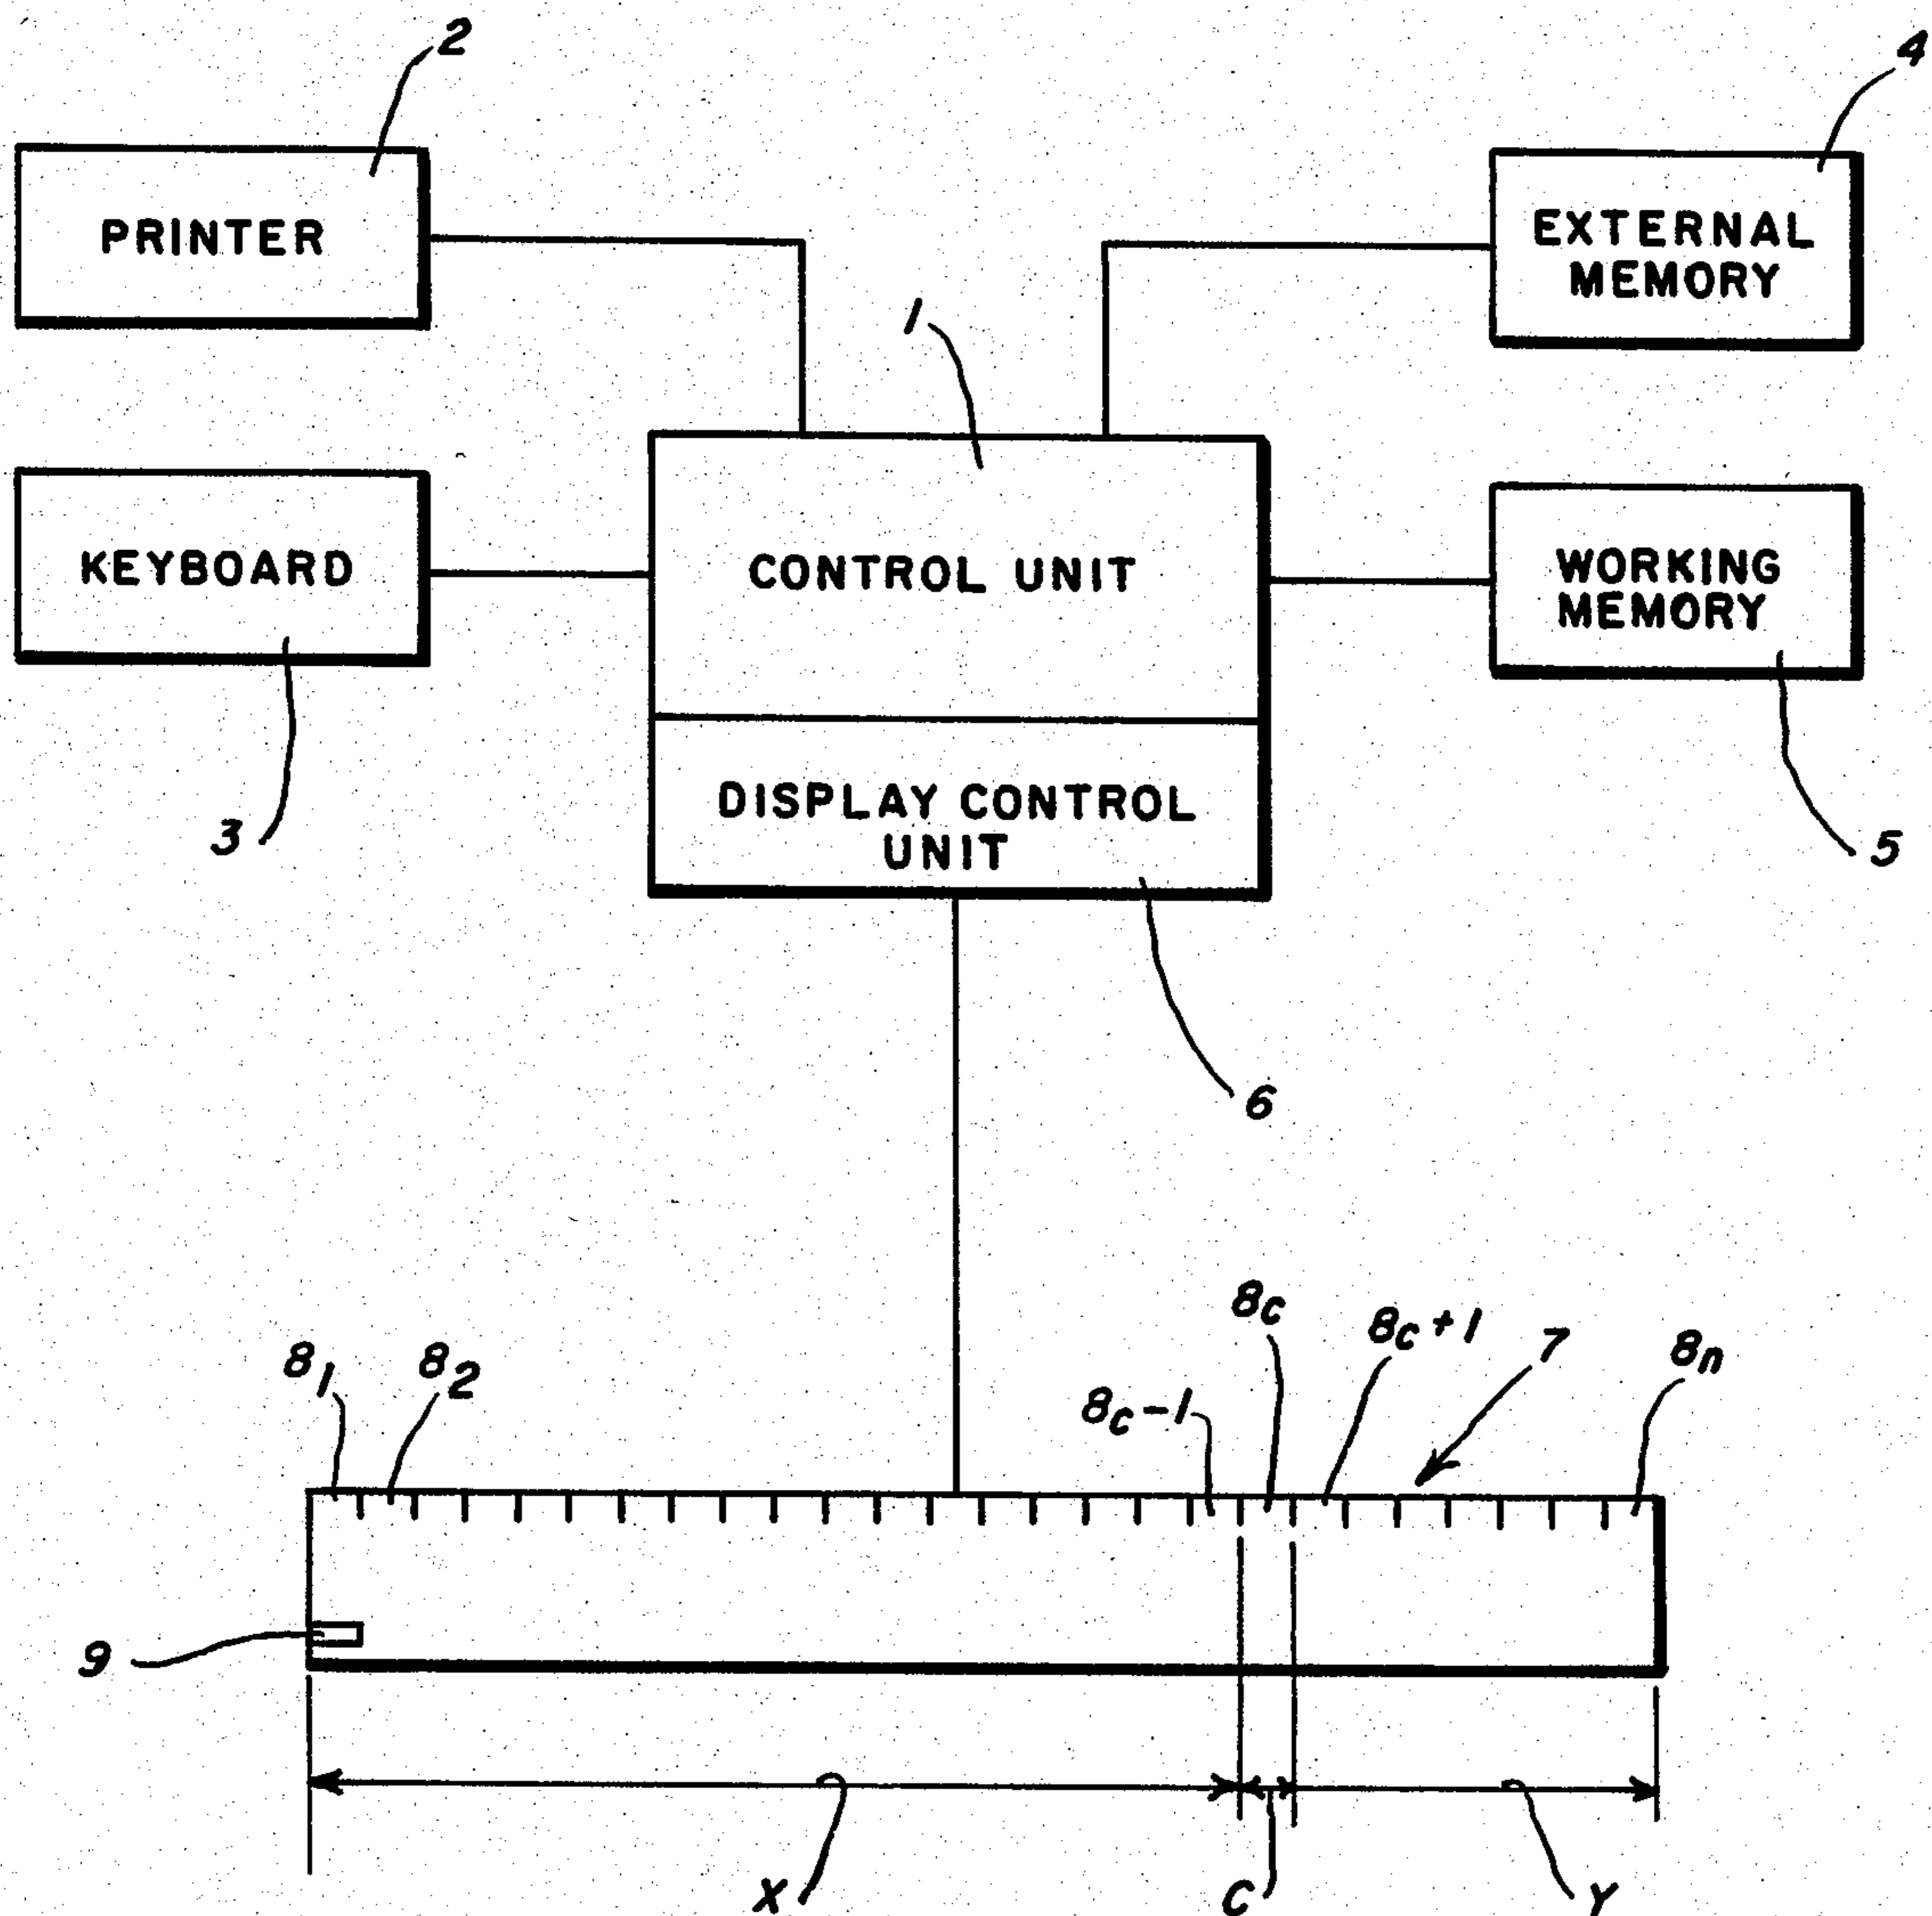 2
4
PRINTER
EXTERNAL
MEMORY
1
KEYBOARD
CONTROL UNIT
WORKING
MEMORY
DISPLAY CONTROL
UNIT
3
5
6
8c
8c+1
7
8n
81
82
8c-1
9
X
C
Y